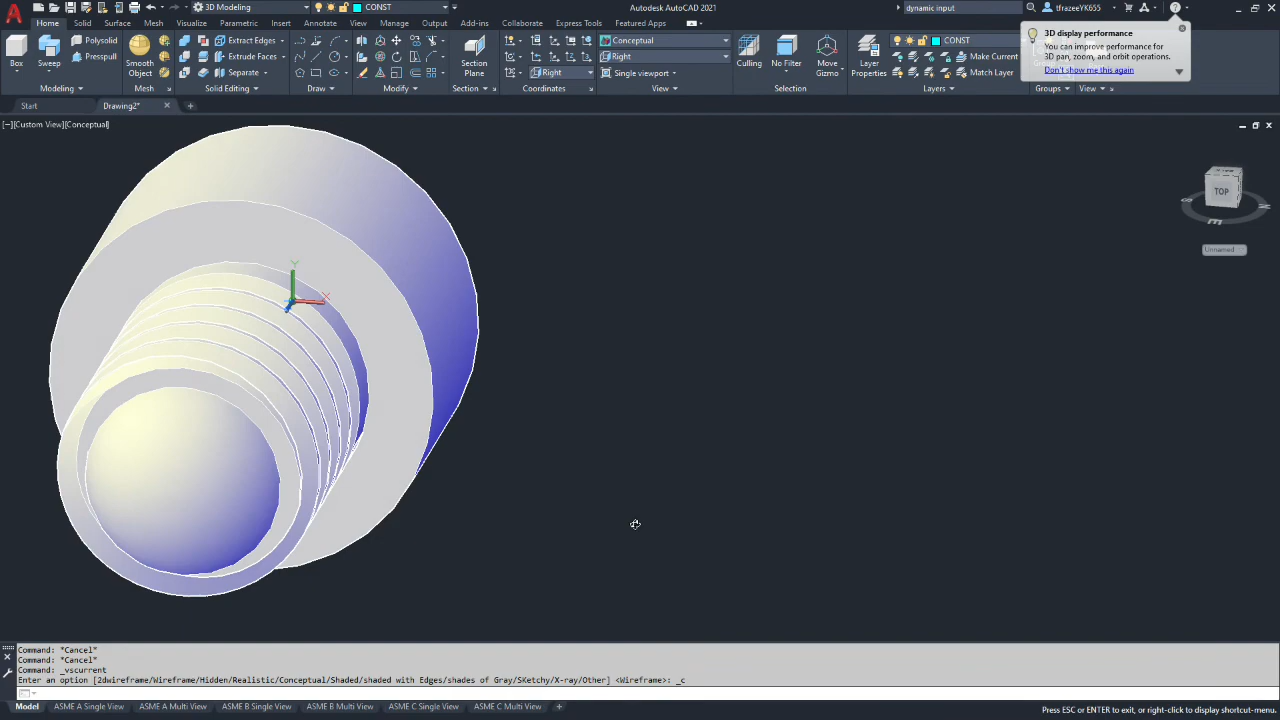 3D Modeling
CONST
Autodesk AutoCAD 2021
Drawing2.dwg
dynamic input
tfrazeeYK655
Home Solid Surface Mesh Visualize Parametric Insert Annotate View Manage Output Add-ins Collaborate Express Tools Featured Apps
Box
Sweep
Polysolid
Presspull
Extrude Edges
Extrude Faces
Separate
Smooth
Object
Section
Plane
Conceptual
Right
Right
Single viewport
Culling
No Filter
Move
Gizmo
Layer
Properties
CONST
Make Current
Match Layer
Modeling Mesh Solid Editing Draw Modify Section Coordinates View Selection Layers Groups View
3D display performance
You can improve performance for
3D pan, zoom, and orbit operations.
Don't show me this again
Start
Drawing2*
[−][Custom View][Conceptual]
TOP
Unnamed
Y
X
Command: *Cancel*
Command: *Cancel*
Command: _vscurrent
Enter an option [2dwireframe/Wireframe/Hidden/Realistic/Conceptual/Shaded/shaded with Edges/shades of Gray/SKetchy/X-ray/Other] <Wireframe>: _c
Model ASME A Single View ASME A Multi View ASME B Single View ASME B Multi View ASME C Single View ASME C Multi View
Press ESC or ENTER to exit, or right-click to display shortcut-menu.